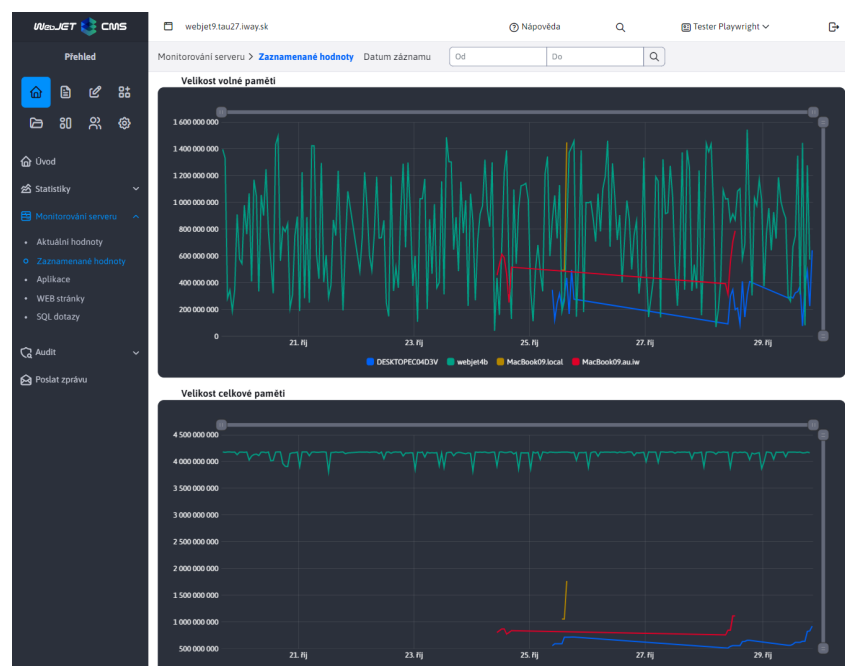 WebJET CMS
webjet9.tau27.iway.sk
Nápověda
Tester Playwright
Přehled
Monitorování serveru > Zaznamenané hodnoty
Datum záznamu
Od
Do
Úvod
Statistiky
Monitorování serveru
Aktuální hodnoty
Zaznamenané hodnoty
Aplikace
WEB stránky
SQL dotazy
Audit
Poslat zprávu
Velikost volné paměti
1 600 000 000
1 400 000 000
1 200 000 000
1 000 000 000
800 000 000
600 000 000
400 000 000
200 000 000
0
21. říj 23. říj 25. říj 27. říj 29. říj
DESKTOPEC04D3V webjet4b MacBook09.local MacBook09.au.iw
Velikost celkové paměti
4 500 000 000
4 000 000 000
3 500 000 000
3 000 000 000
2 500 000 000
2 000 000 000
1 500 000 000
1 000 000 000
500 000 000
21. říj 23. říj 25. říj 27. říj 29. říj